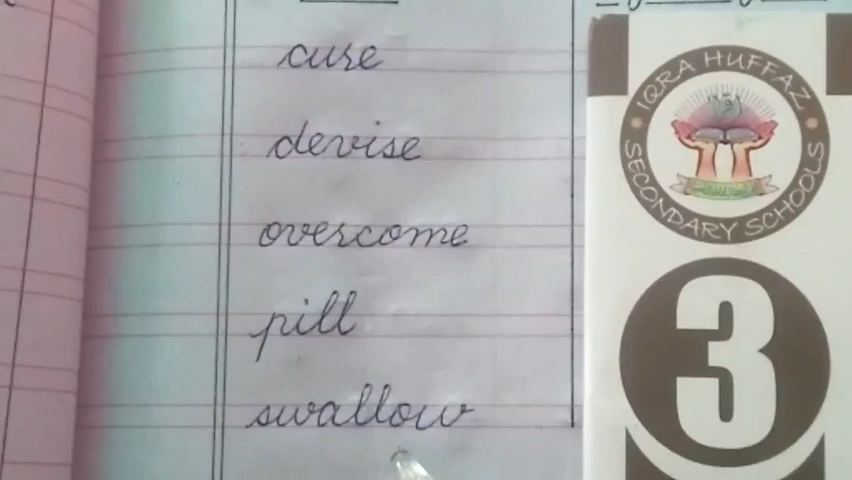 cure
devise
overcome
pill
swallow
IQRA HUFFAZ
SECONDARY SCHOOLS
3